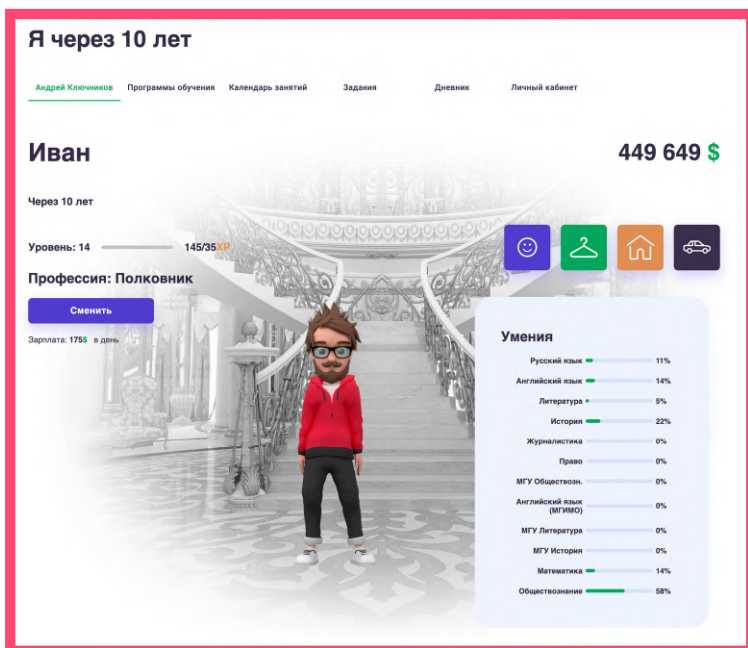 Я через 10 лет
Андрей Ключников Программы обучения Календарь занятий Задания Дневник Личный кабинет
Иван
449 649 $
Через 10 лет
Уровень: 14 145/35XP
Профессия: Полковник
Сменить
Зарплата: 175$ в день
Умения
Русский язык 11%
Английский язык 14%
Литература 5%
История 22%
Журналистика 0%
Право 0%
МГУ Обществозн. 0%
Английский язык
(МГИМО) 0%
МГУ Литература 0%
МГУ История 0%
Математика 14%
Обществознание 58%